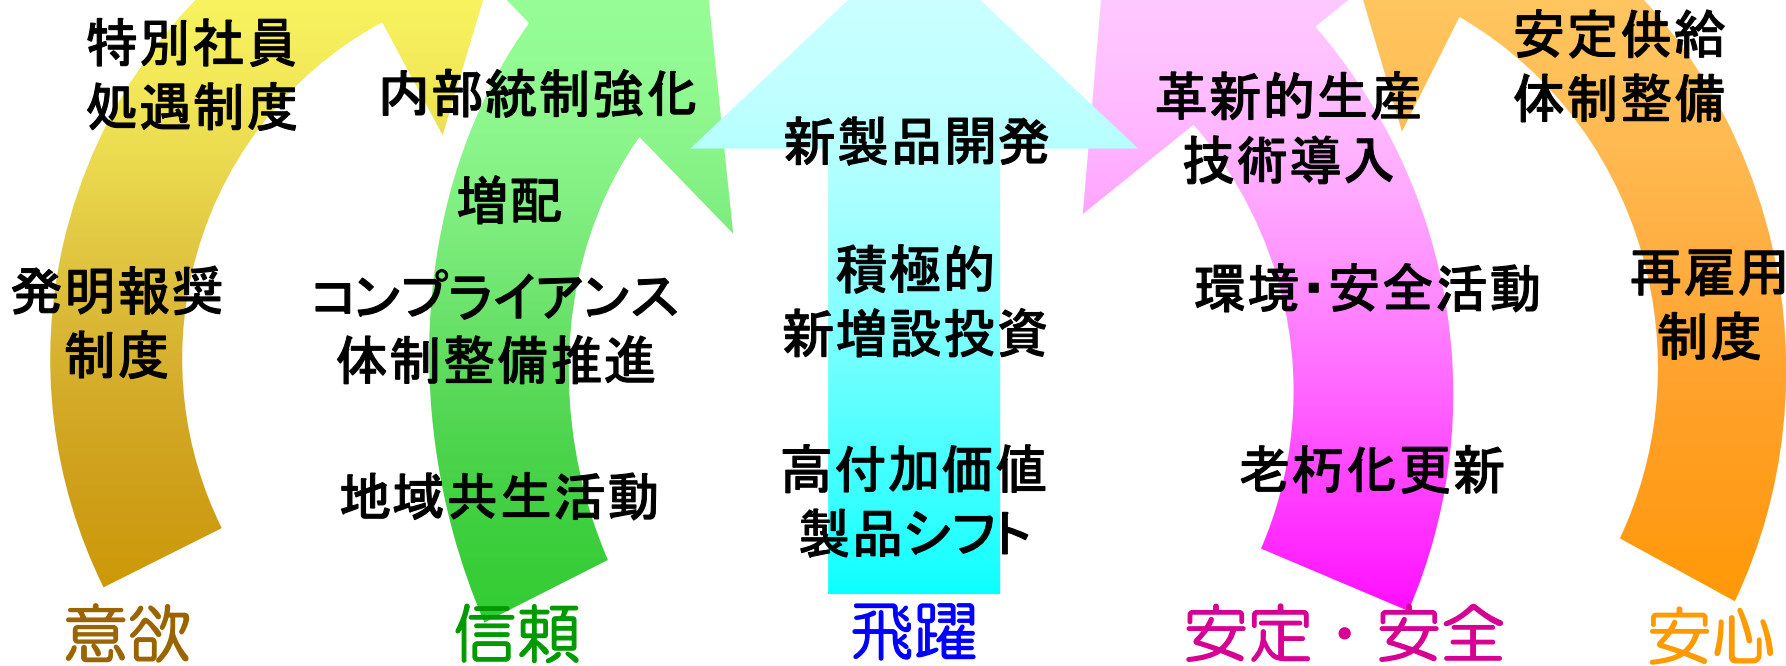 特別社員
処遇制度
発明報奨
制度
意欲
内部統制強化
増配
コンプライアンス
体制整備推進
地域共生活動
信頼
新製品開発
積極的
新増設投資
高付加価値
製品シフト
飛躍
革新的生産
技術導入
環境・安全活動
老朽化更新
安定・安全
安定供給
体制整備
再雇用
制度
安心